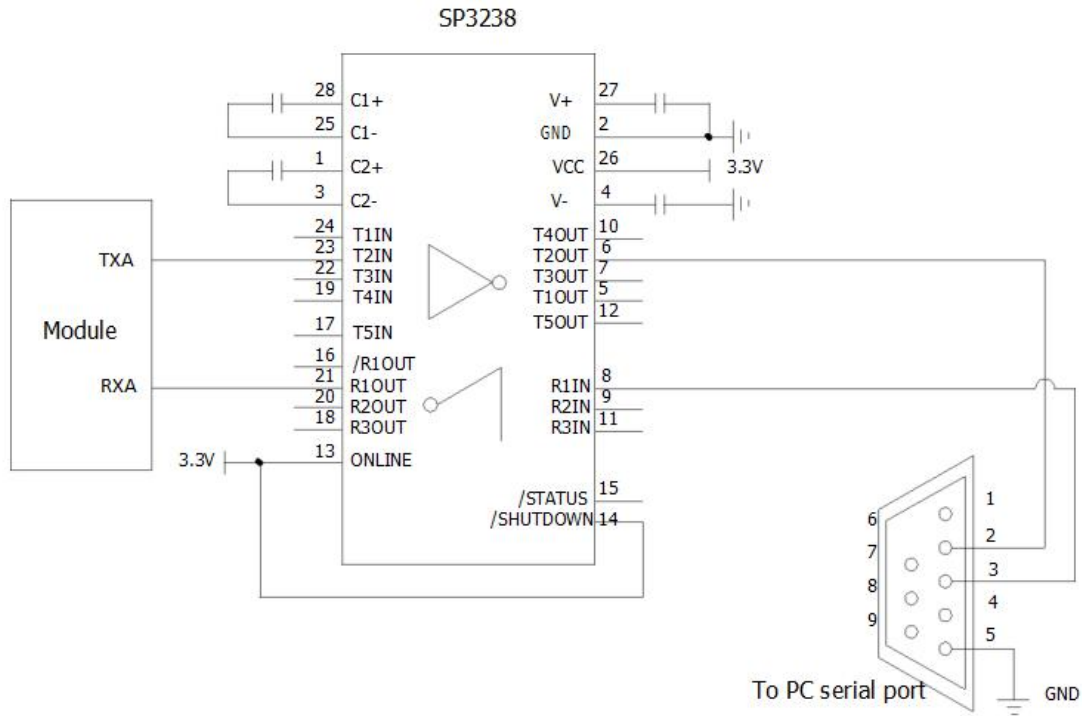 SP3238
28 C1+ V+ 27
25 C1- GND 2
1 C2+ VCC 26 3.3V
3 C2- V- 4
24 T1IN T4OUT 10
TXA 23 T2IN T2OUT 6
22 T3IN T3OUT 7
19 T4IN T1OUT 5
17 T5IN T5OUT 12
Module
16 /R1OUT
RXA 21 R1OUT R1IN 8
20 R2OUT R2IN 9
18 R3OUT R3IN 11
3.3V 13 ONLINE
/STATUS 15
/SHUTDOWN 14
1
6
2
7
3
8
4
9
5
To PC serial port
GND